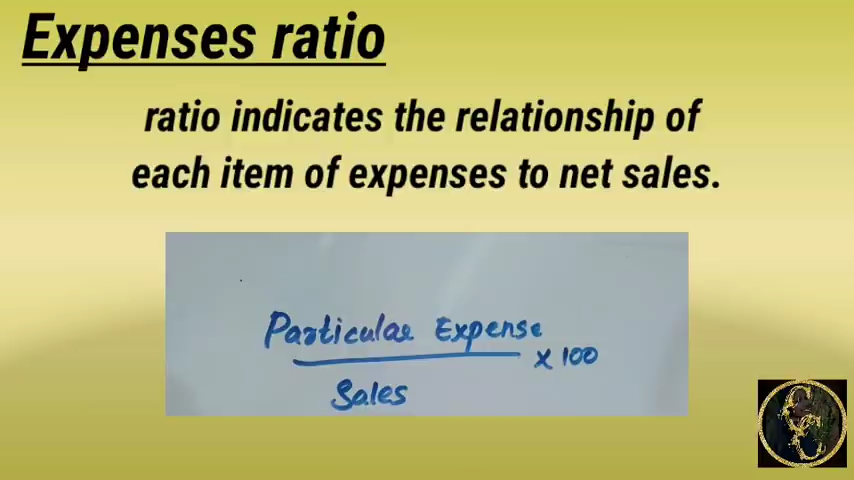 Expenses ratio
ratio indicates the relationship of
each item of expenses to net sales.
Particular Expense
x 100
Sales